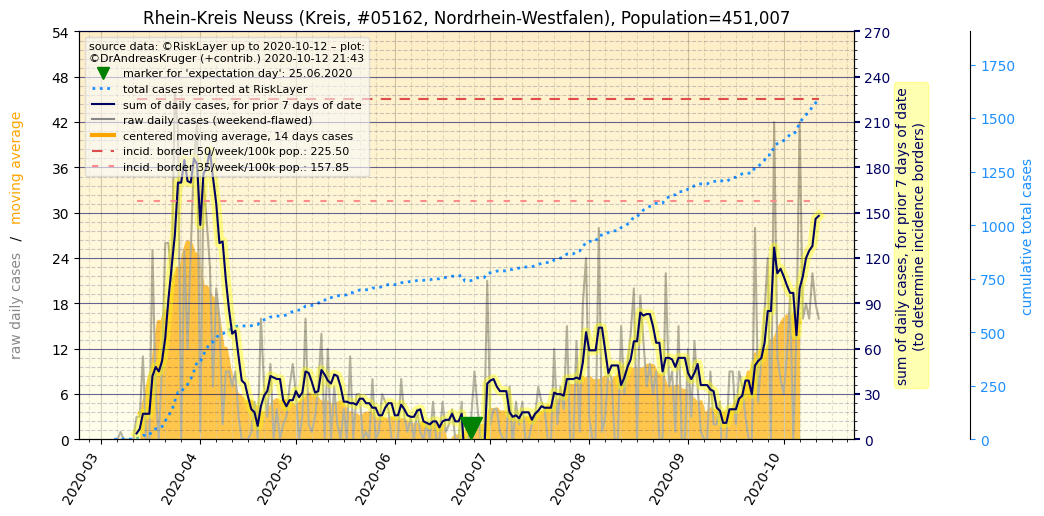 Rhein-Kreis Neuss (Kreis, #05162, Nordrhein-Westfalen), Population=451,007
source data: ©RiskLayer up to 2020-10-12 – plot:
©DrAndreasKruger (+contrib.) 2020-10-12 21:43
marker for 'expectation day': 25.06.2020
total cases reported at RiskLayer
sum of daily cases, for prior 7 days of date
raw daily cases (weekend-flawed)
centered moving average, 14 days cases
incid. border 50/week/100k pop.: 225.50
incid. border 35/week/100k pop.: 157.85
raw daily cases / moving average
54
48
42
36
30
24
18
12
6
0
270
240
210
180
150
120
90
60
30
0
sum of daily cases, for prior 7 days of date
(to determine incidence borders)
1750
1500
1250
1000
750
500
250
0
cumulative total cases
2020-03
2020-04
2020-05
2020-06
2020-07
2020-08
2020-09
2020-10